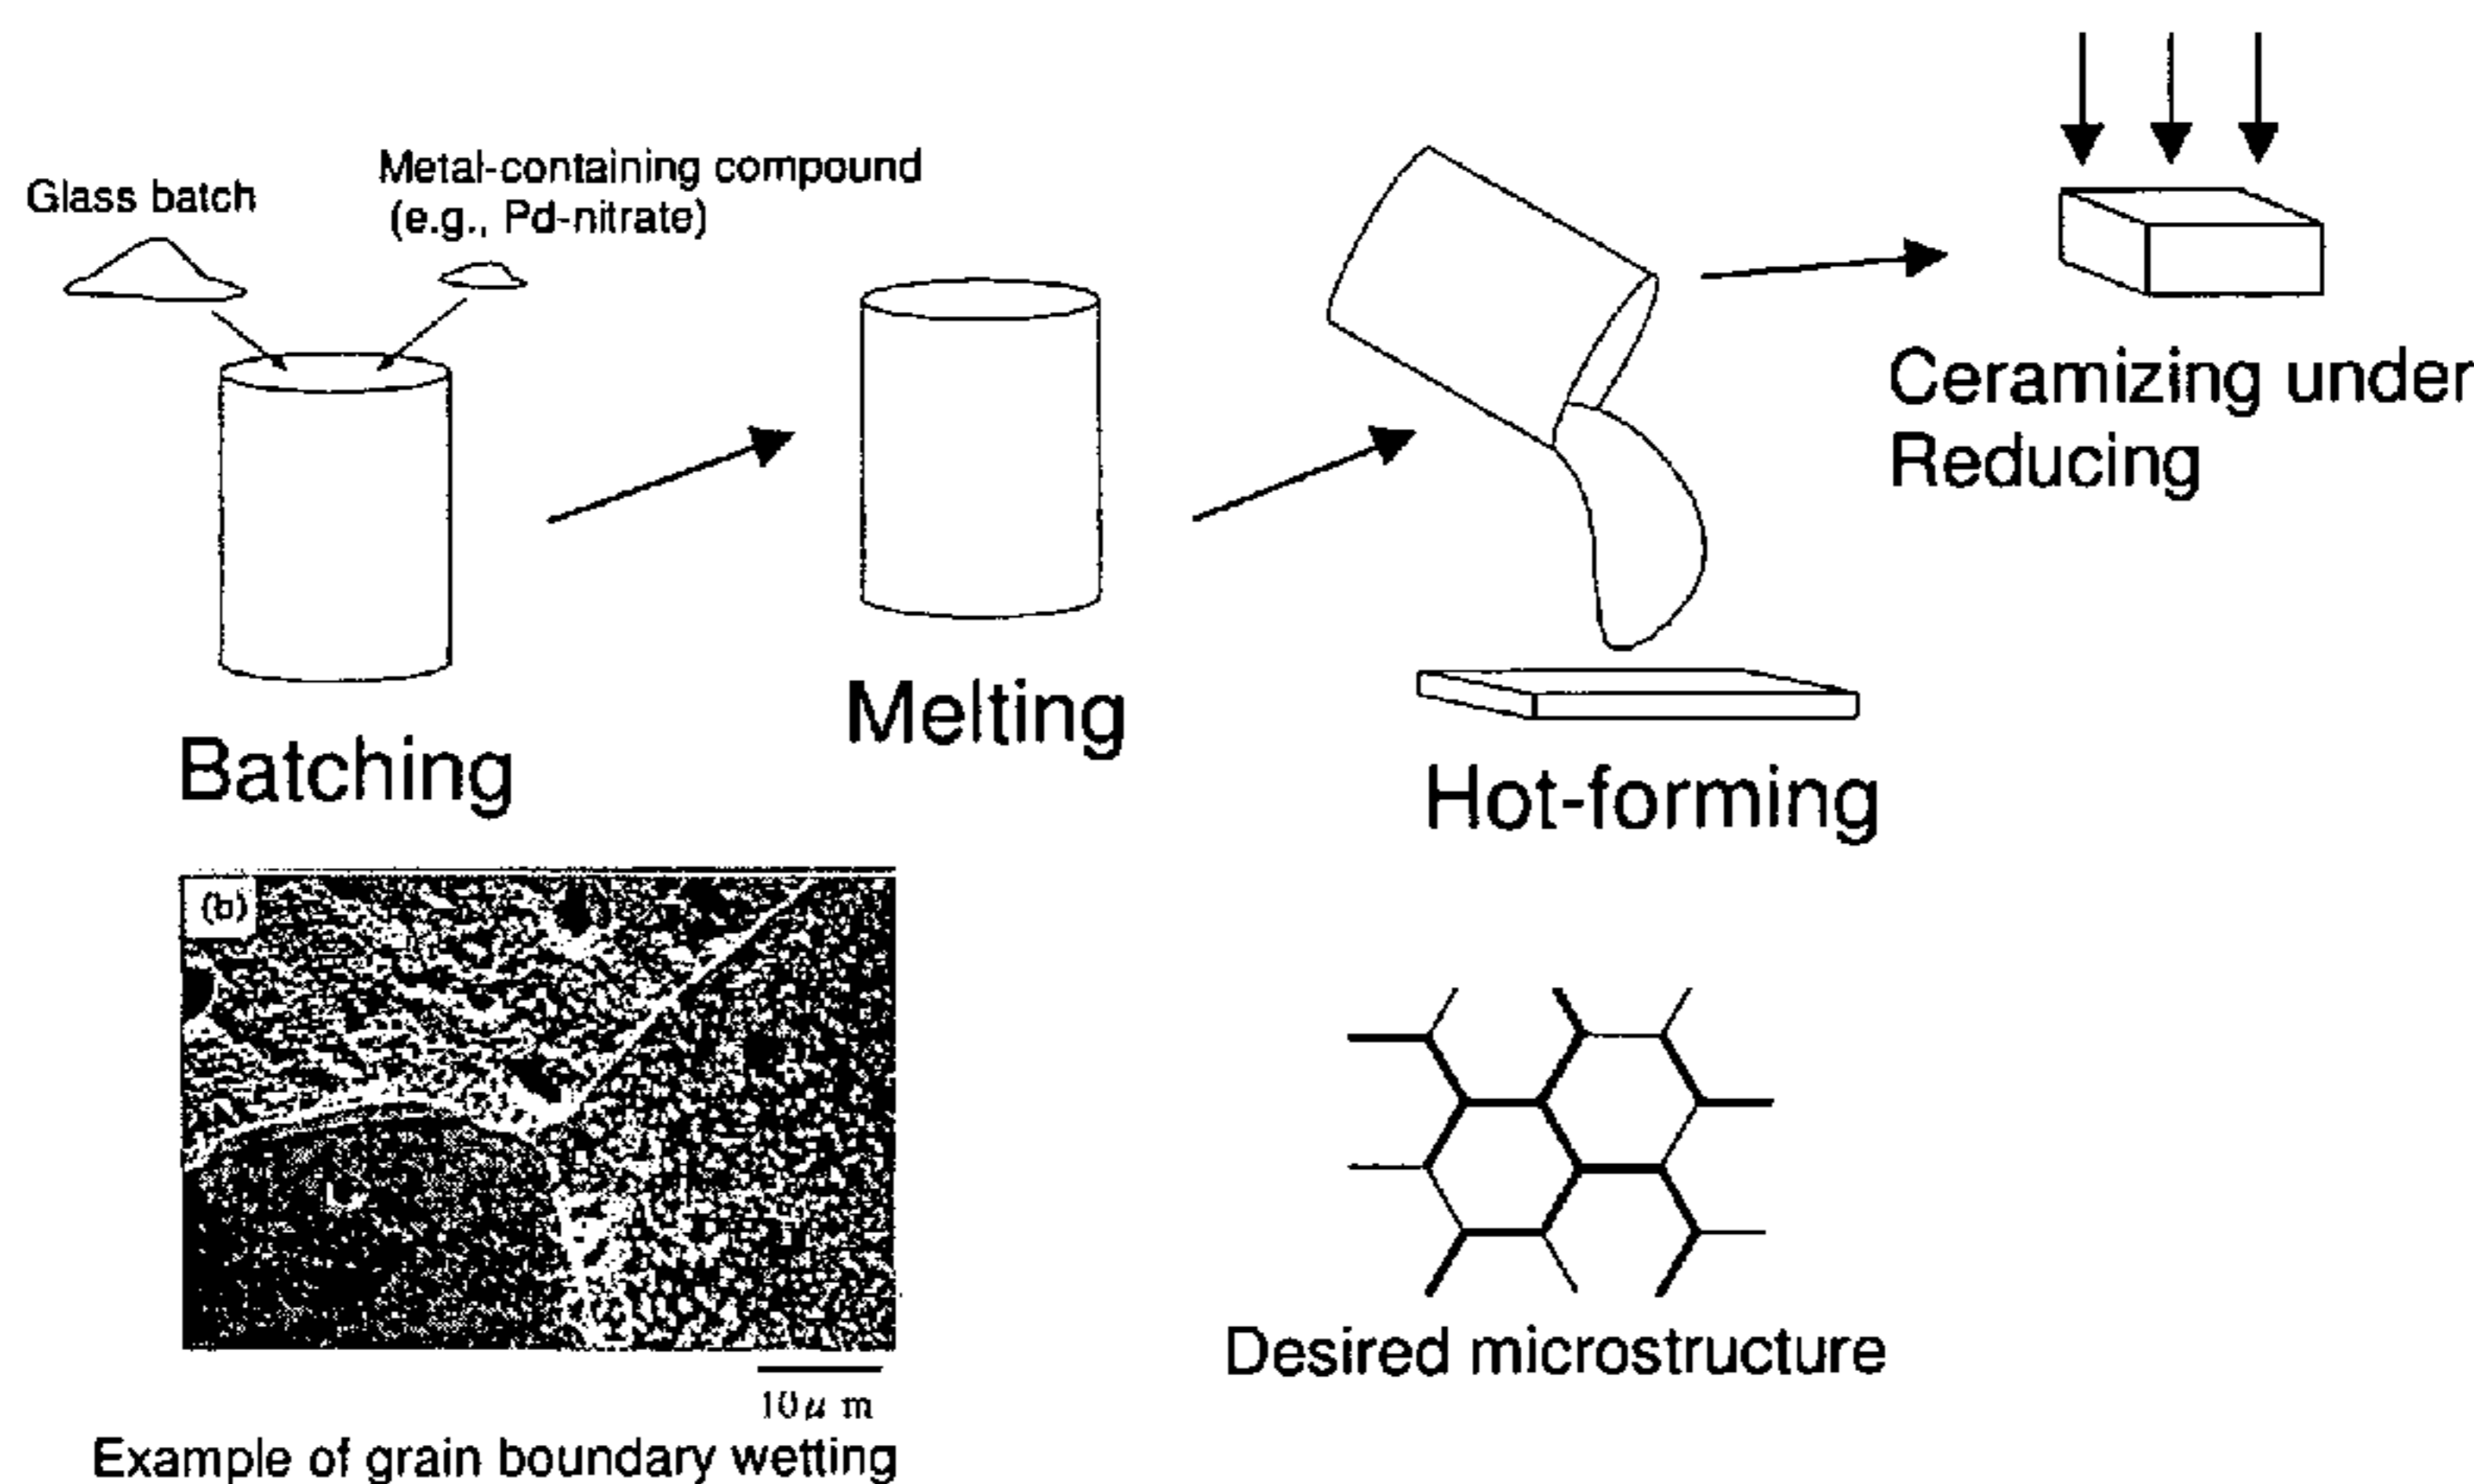 Glass batch
Metal-containing compound
(e.g., Pd-nitrate)
Ceramizing under
Reducing
Melting
Batching
Hot-forming
(b)
10μ m
Desired microstructure
Example of grain boundary wetting